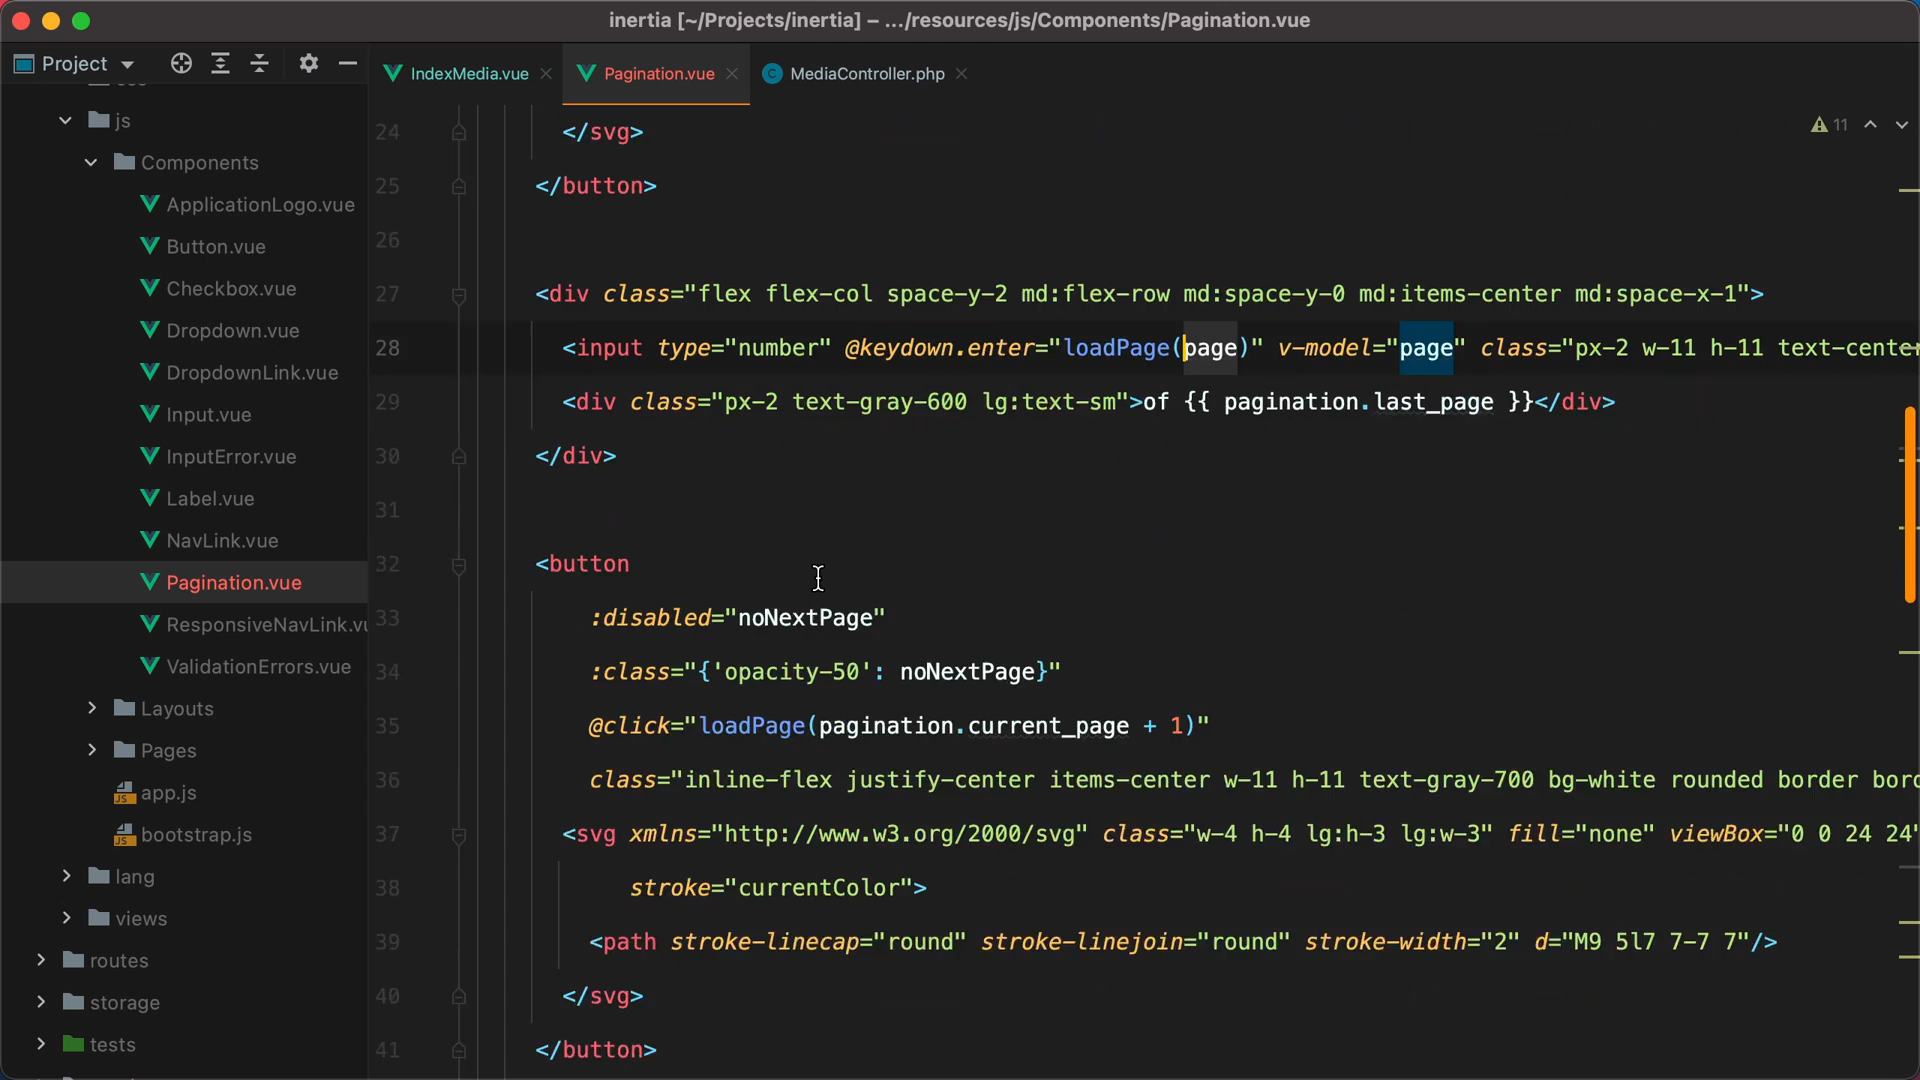 inertia [~/Projects/inertia] – .../resources/js/Components/Pagination.vue
Project
IndexMedia.vue
Pagination.vue
MediaController.php
11
js
Components
ApplicationLogo.vue
Button.vue
Checkbox.vue
Dropdown.vue
DropdownLink.vue
Input.vue
InputError.vue
Label.vue
NavLink.vue
Pagination.vue
ResponsiveNavLink.vu
ValidationErrors.vue
Layouts
Pages
app.js
bootstrap.js
lang
views
routes
storage
tests
24 </svg>
25 </button>
26
27 <div class="flex flex-col space-y-2 md:flex-row md:space-y-0 md:items-center md:space-x-1">
28 <input type="number" @keydown.enter="loadPage(page)" v-model="page" class="px-2 w-11 h-11 text-center
29 <div class="px-2 text-gray-600 lg:text-sm">of {{ pagination.last_page }}</div>
30 </div>
31
32 <button
33 :disabled="noNextPage"
34 :class="{'opacity-50': noNextPage}"
35 @click="loadPage(pagination.current_page + 1)"
36 class="inline-flex justify-center items-center w-11 h-11 text-gray-700 bg-white rounded border bord
37 <svg xmlns="http://www.w3.org/2000/svg" class="w-4 h-4 lg:h-3 lg:w-3" fill="none" viewBox="0 0 24 24"
38 stroke="currentColor">
39 <path stroke-linecap="round" stroke-linejoin="round" stroke-width="2" d="M9 5l7 7-7 7"/>
40 </svg>
41 </button>